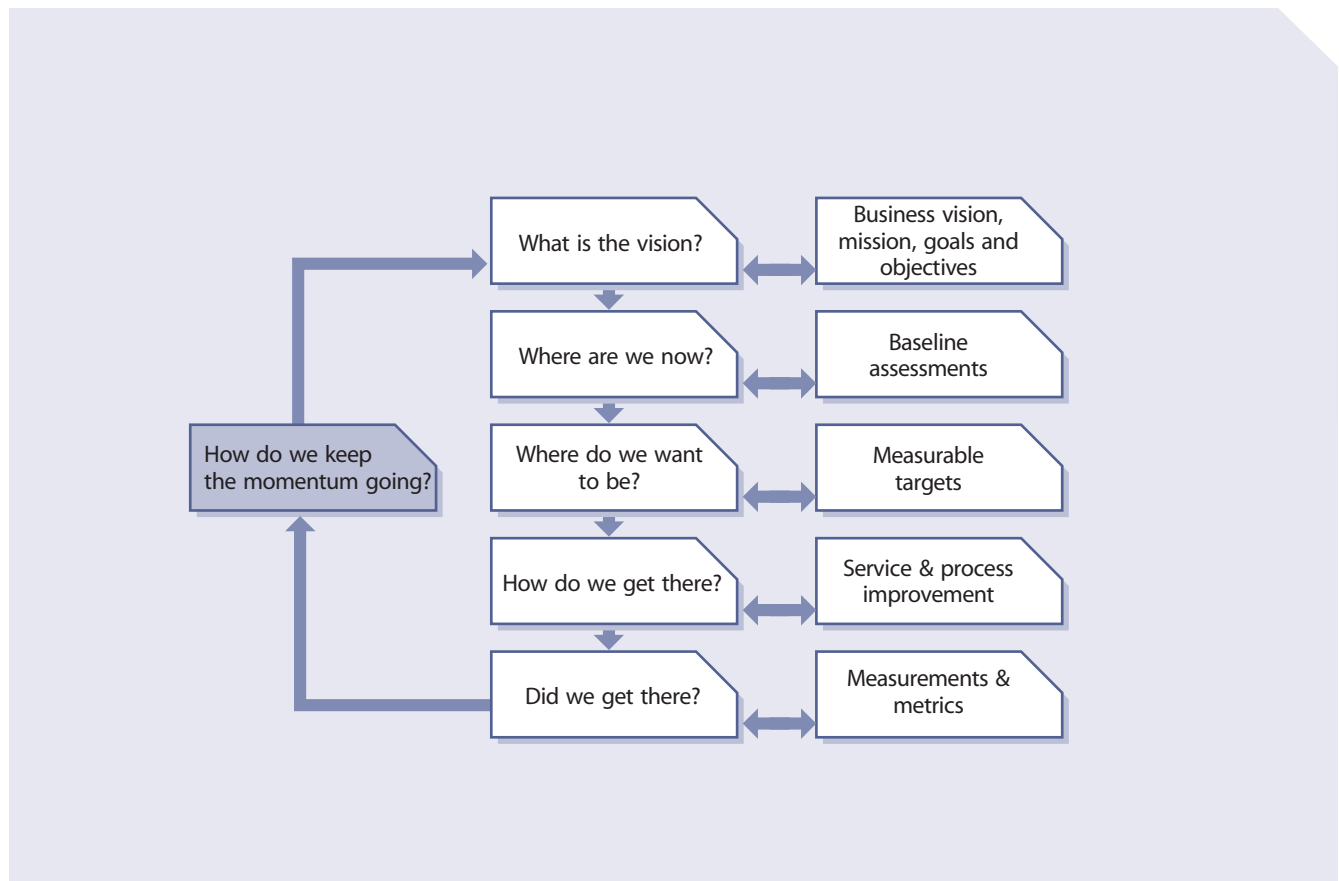 What is the vision?
Business vision,
mission, goals and
objectives
Where are we now?
Baseline
assessments
How do we keep
the momentum going?
Where do we want
to be?
Measurable
targets
How do we get there?
Service & process
improvement
Did we get there?
Measurements &
metrics